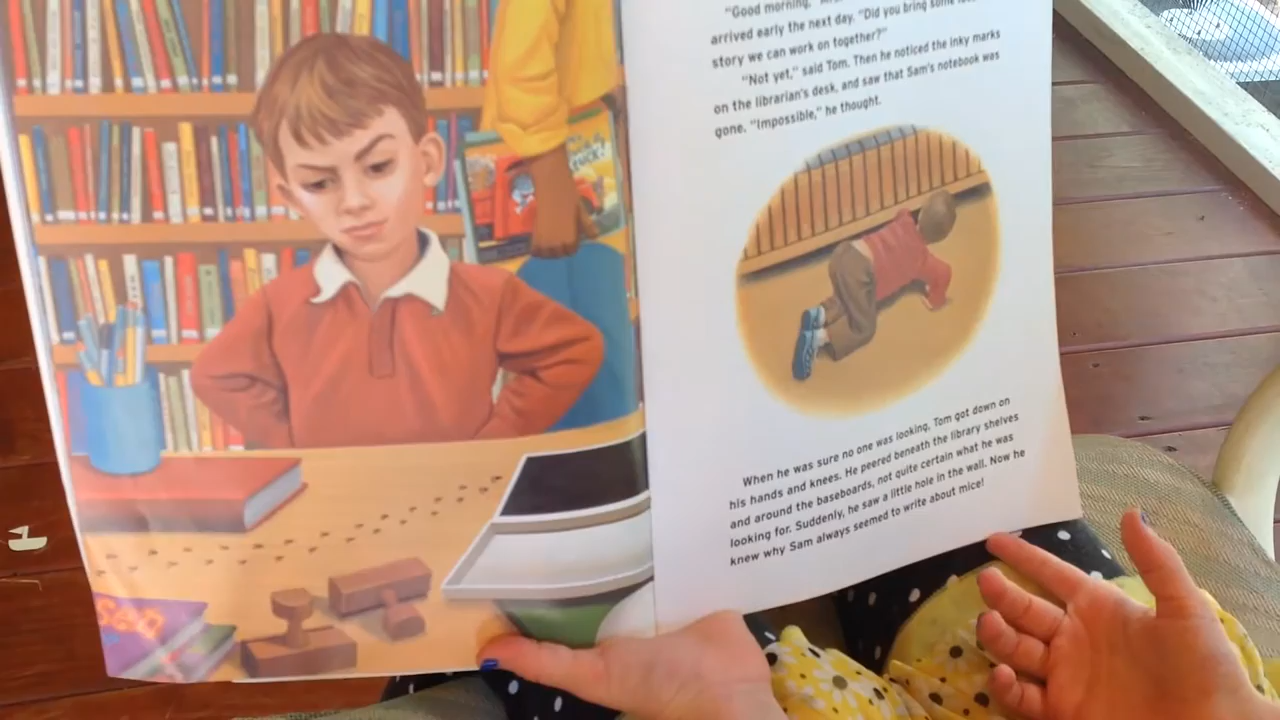 "Good morning,"
arrived early the next day. "Did you bring some
story we can work on together?"
"Not yet," said Tom. Then he noticed the inky marks
on the librarian's desk, and saw that Sam's notebook was
gone. "Impossible," he thought.
When he was sure no one was looking, Tom got down on
his hands and knees. He peered beneath the library shelves
and around the baseboards, not quite certain what he was
looking for. Suddenly, he saw a little hole in the wall. Now he
knew why Sam always seemed to write about mice!
Sea